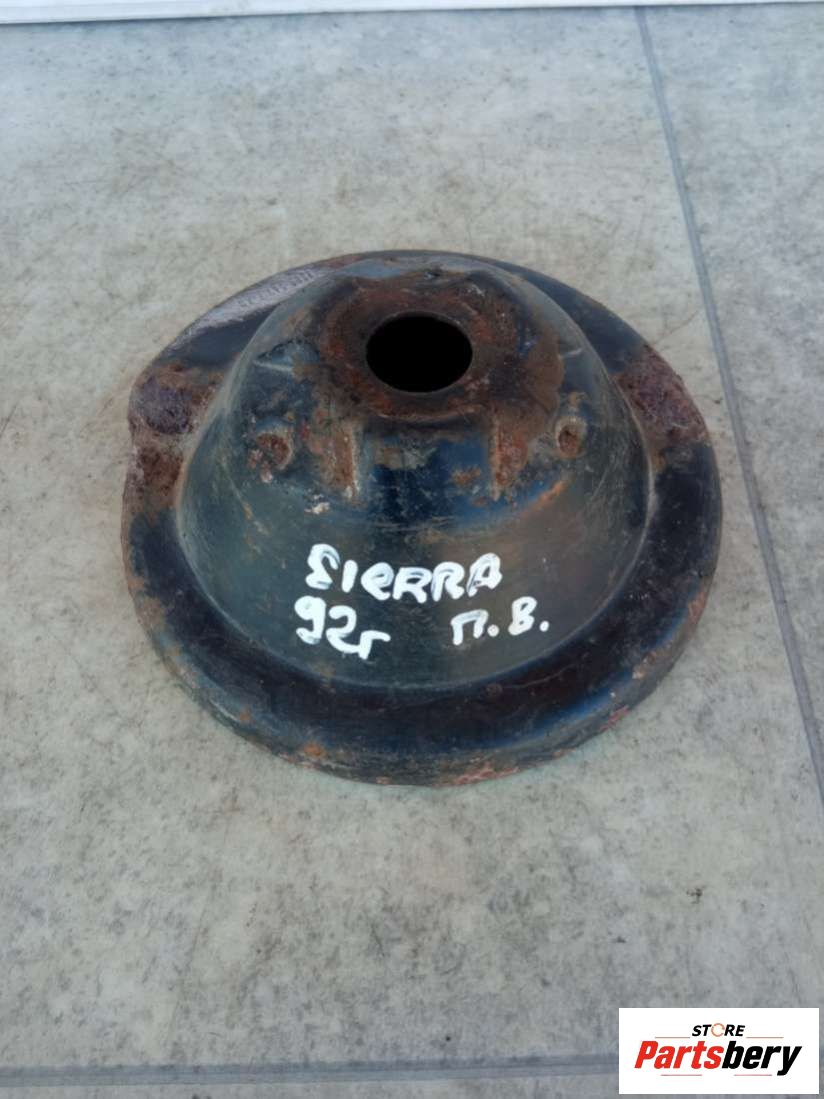 SIERRA
92г п.в.
STORE
Partsbery